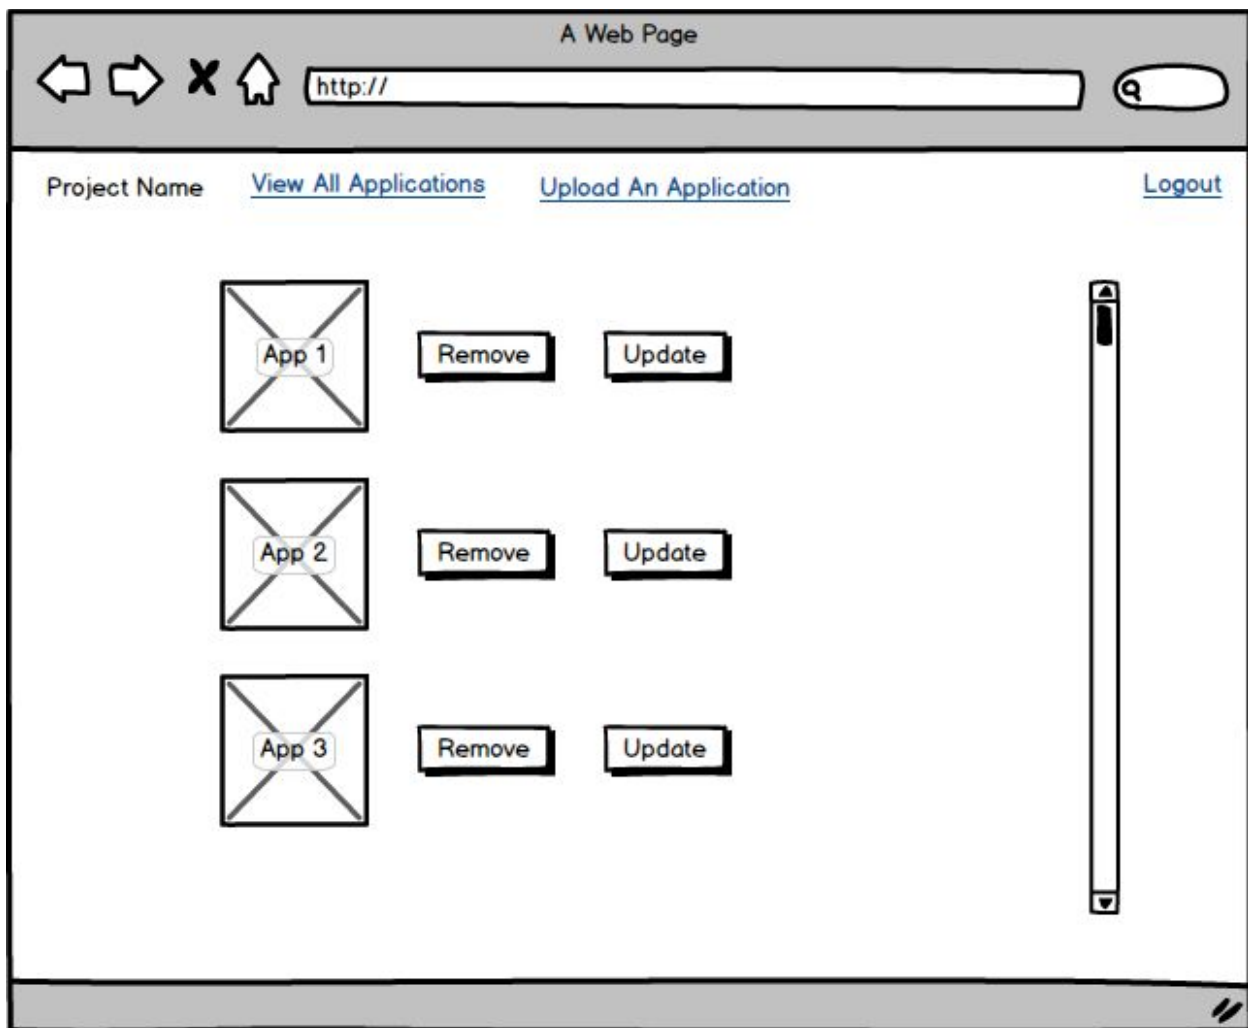 A Web Page
http://
Project Name View All Applications Upload An Application Logout
App 1 Remove Update
App 2 Remove Update
App 3 Remove Update